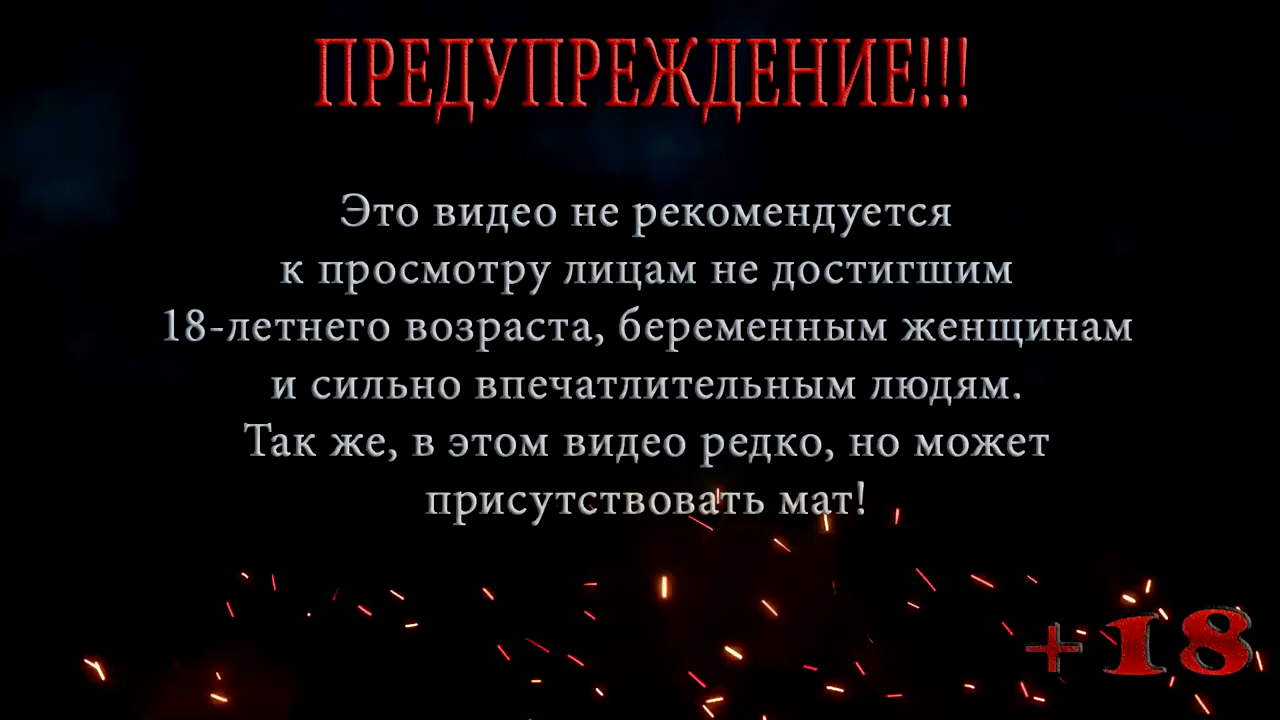 ПРЕДУПРЕЖДЕНИЕ!!!
Это видео не рекомендуется
к просмотру лицам не достигшим
18-летнего возраста, беременным женщинам
и сильно впечатлительным людям.
Так же, в этом видео редко, но может
присутствовать мат!
+18